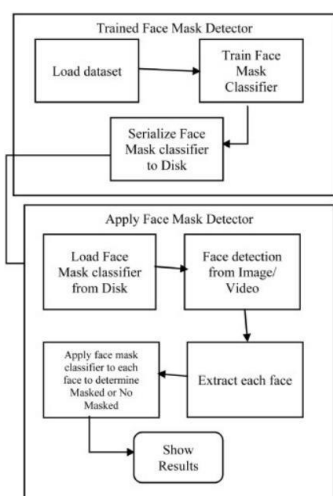 Trained Face Mask Detector
Load dataset
Train Face
Mask
Classifier
Serialize Face
Mask classifier
to Disk
Apply Face Mask Detector
Load Face
Mask classifier
from Disk
Face detection
from Image/
Video
Extract each face
Apply face mask
classifier to each
face to determine
Masked or No
Masked
Show
Results